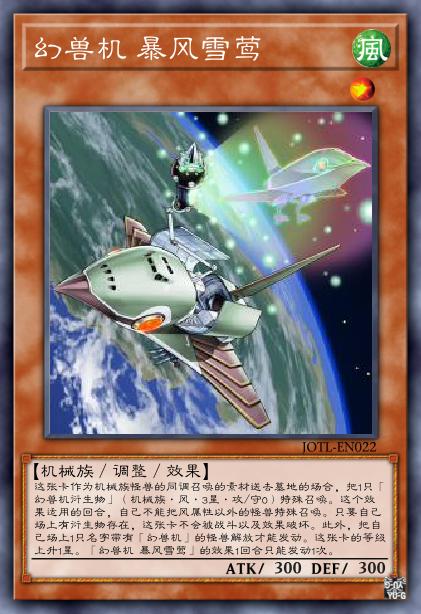 幻兽机 暴风雪莺
風
JOTL-EN022
【机械族／调整／效果】
这张卡作为机械族怪兽的同调召唤的素材送去墓地的场合，把1只「
幻兽机衍生物」（机械族·风·3星·攻/守0）特殊召唤。这个效
果适用的回合，自己不能把风属性以外的怪兽特殊召唤。只要自己
场上有衍生物存在，这张卡不会被战斗以及效果破坏。此外，把自
己场上1只名字带有「幻兽机」的怪兽解放才能发动。这张卡的等级
上升1星。「幻兽机 暴风雪莺」的效果1回合只能发动1次。
ATK/ 300 DEF/ 300